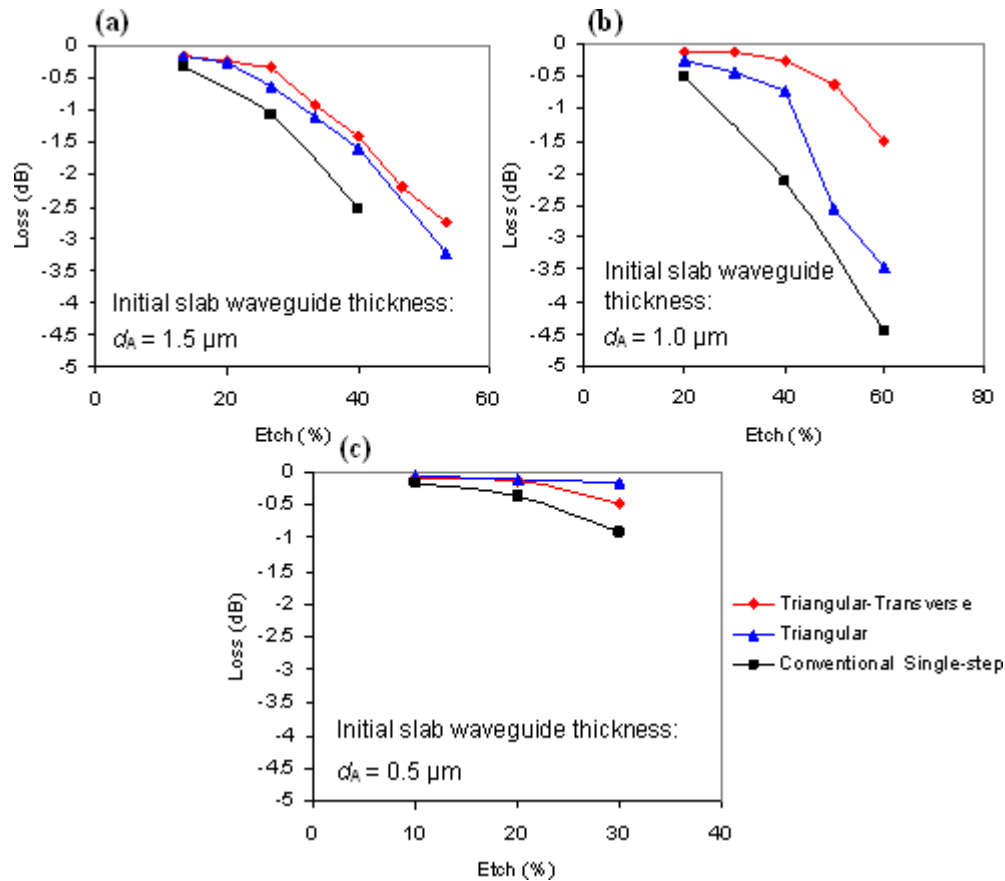 (a)
0
-0.5
-1
-1.5
-2
-2.5
-3
-3.5
-4
-4.5
-5
Loss (dB)
Initial slab waveguide thickness:
dA = 1.5 µm
0 20 40 60
Etch (%)
(b)
0
-0.5
-1
-1.5
-2
-2.5
-3
-3.5
-4
-4.5
-5
Loss (dB)
Initial slab waveguide
thickness:
dA = 1.0 µm
0 20 40 60 80
Etch (%)
(c)
0
-0.5
-1
-1.5
-2
-2.5
-3
-3.5
-4
-4.5
-5
Loss (dB)
Initial slab waveguide thickness:
dA = 0.5 µm
0 10 20 30 40
Etch (%)
Triangular-Transverse
Triangular
Conventional Single-step